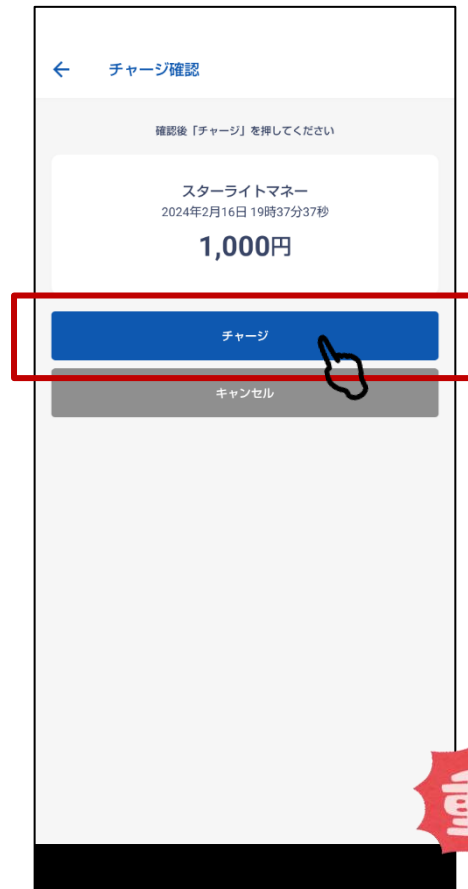 チャージ確認
確認後「チャージ」を押してください
スターライトマネー
2024年2月16日 19時37分37秒
1,000円
チャージ
キャンセル